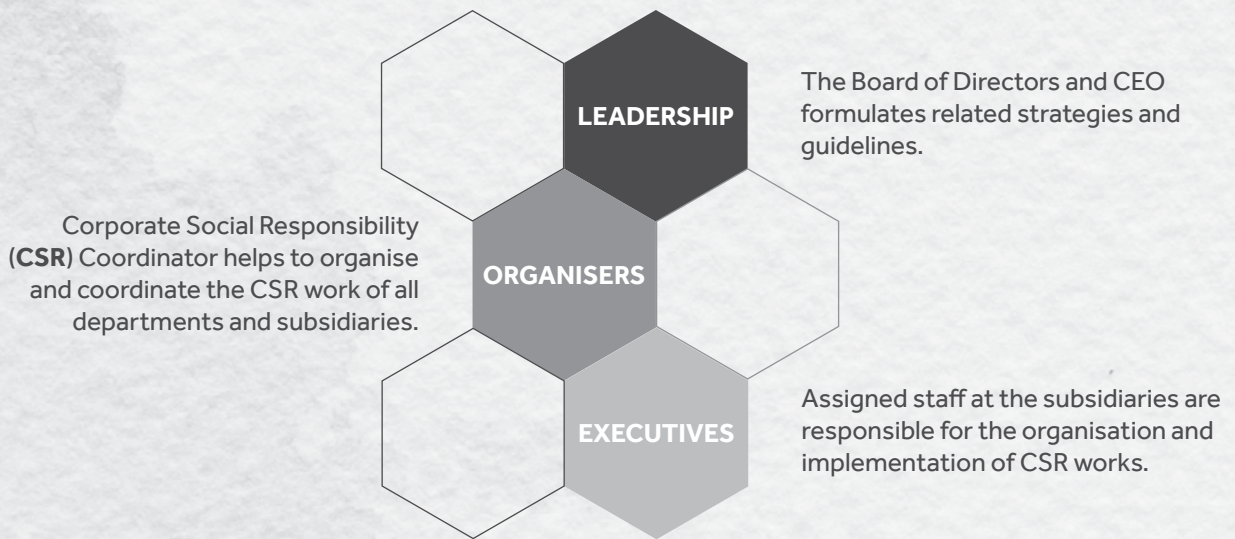 LEADERSHIP
The Board of Directors and CEO
formulates related strategies and
guidelines.
Corporate Social Responsibility
(CSR) Coordinator helps to organise
and coordinate the CSR work of all
departments and subsidiaries.
ORGANISERS
EXECUTIVES
Assigned staff at the subsidiaries are
responsible for the organisation and
implementation of CSR works.